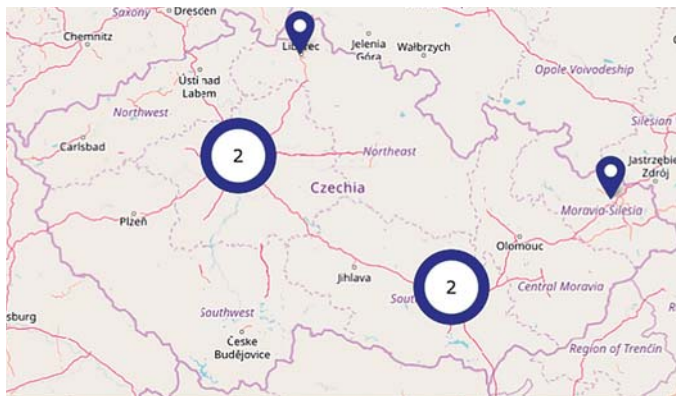 Saxony
Dresden
Chemnitz
Liberec
Jelenia
Góra
Wałbrzych
Ústí nad
Labem
Opole Voivodeship
Northwest
Silesian
Carlsbad
2
Northeast
Jastrzębie
Zdrój
Czechia
Moravia-Silesia
Plzeň
Olomouc
Jihlava
2
Central Moravia
Southwest
České
Budějovice
Region of Trenčín